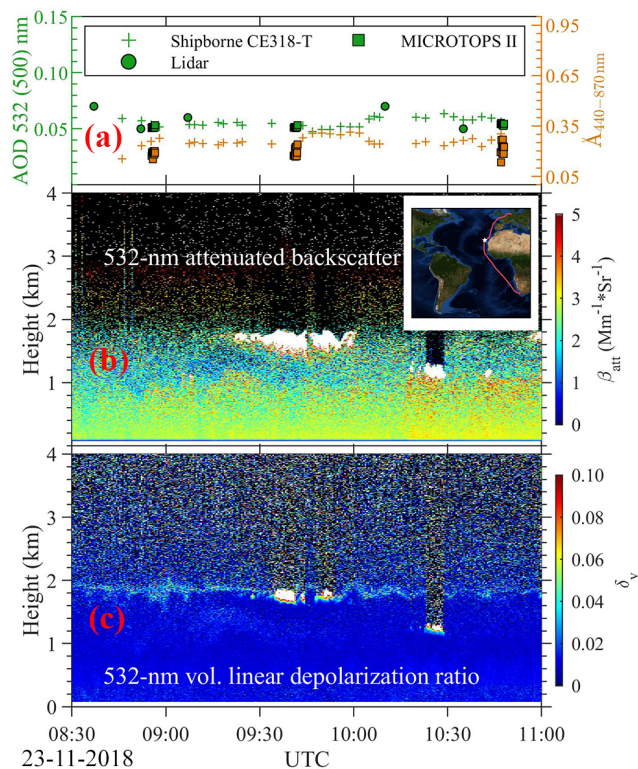 AOD 532 (500) nm
0.15
0.10
0.05
0.95
0.65
0.35
0.05
Å440−870nm
Shipborne CE318-T
MICROTOPS II
Lidar
(a)
Height (km)
4
3
2
1
532-nm attenuated backscatter
(b)
5
4
3
2
1
0
βatt (Mm⁻¹*Sr⁻¹)
Height (km)
4
3
2
1
0
(c)
532-nm vol. linear depolarization ratio
0.10
0.08
0.06
0.04
0.02
0
δv
08:30
09:00
09:30
10:00
10:30
11:00
23-11-2018
UTC